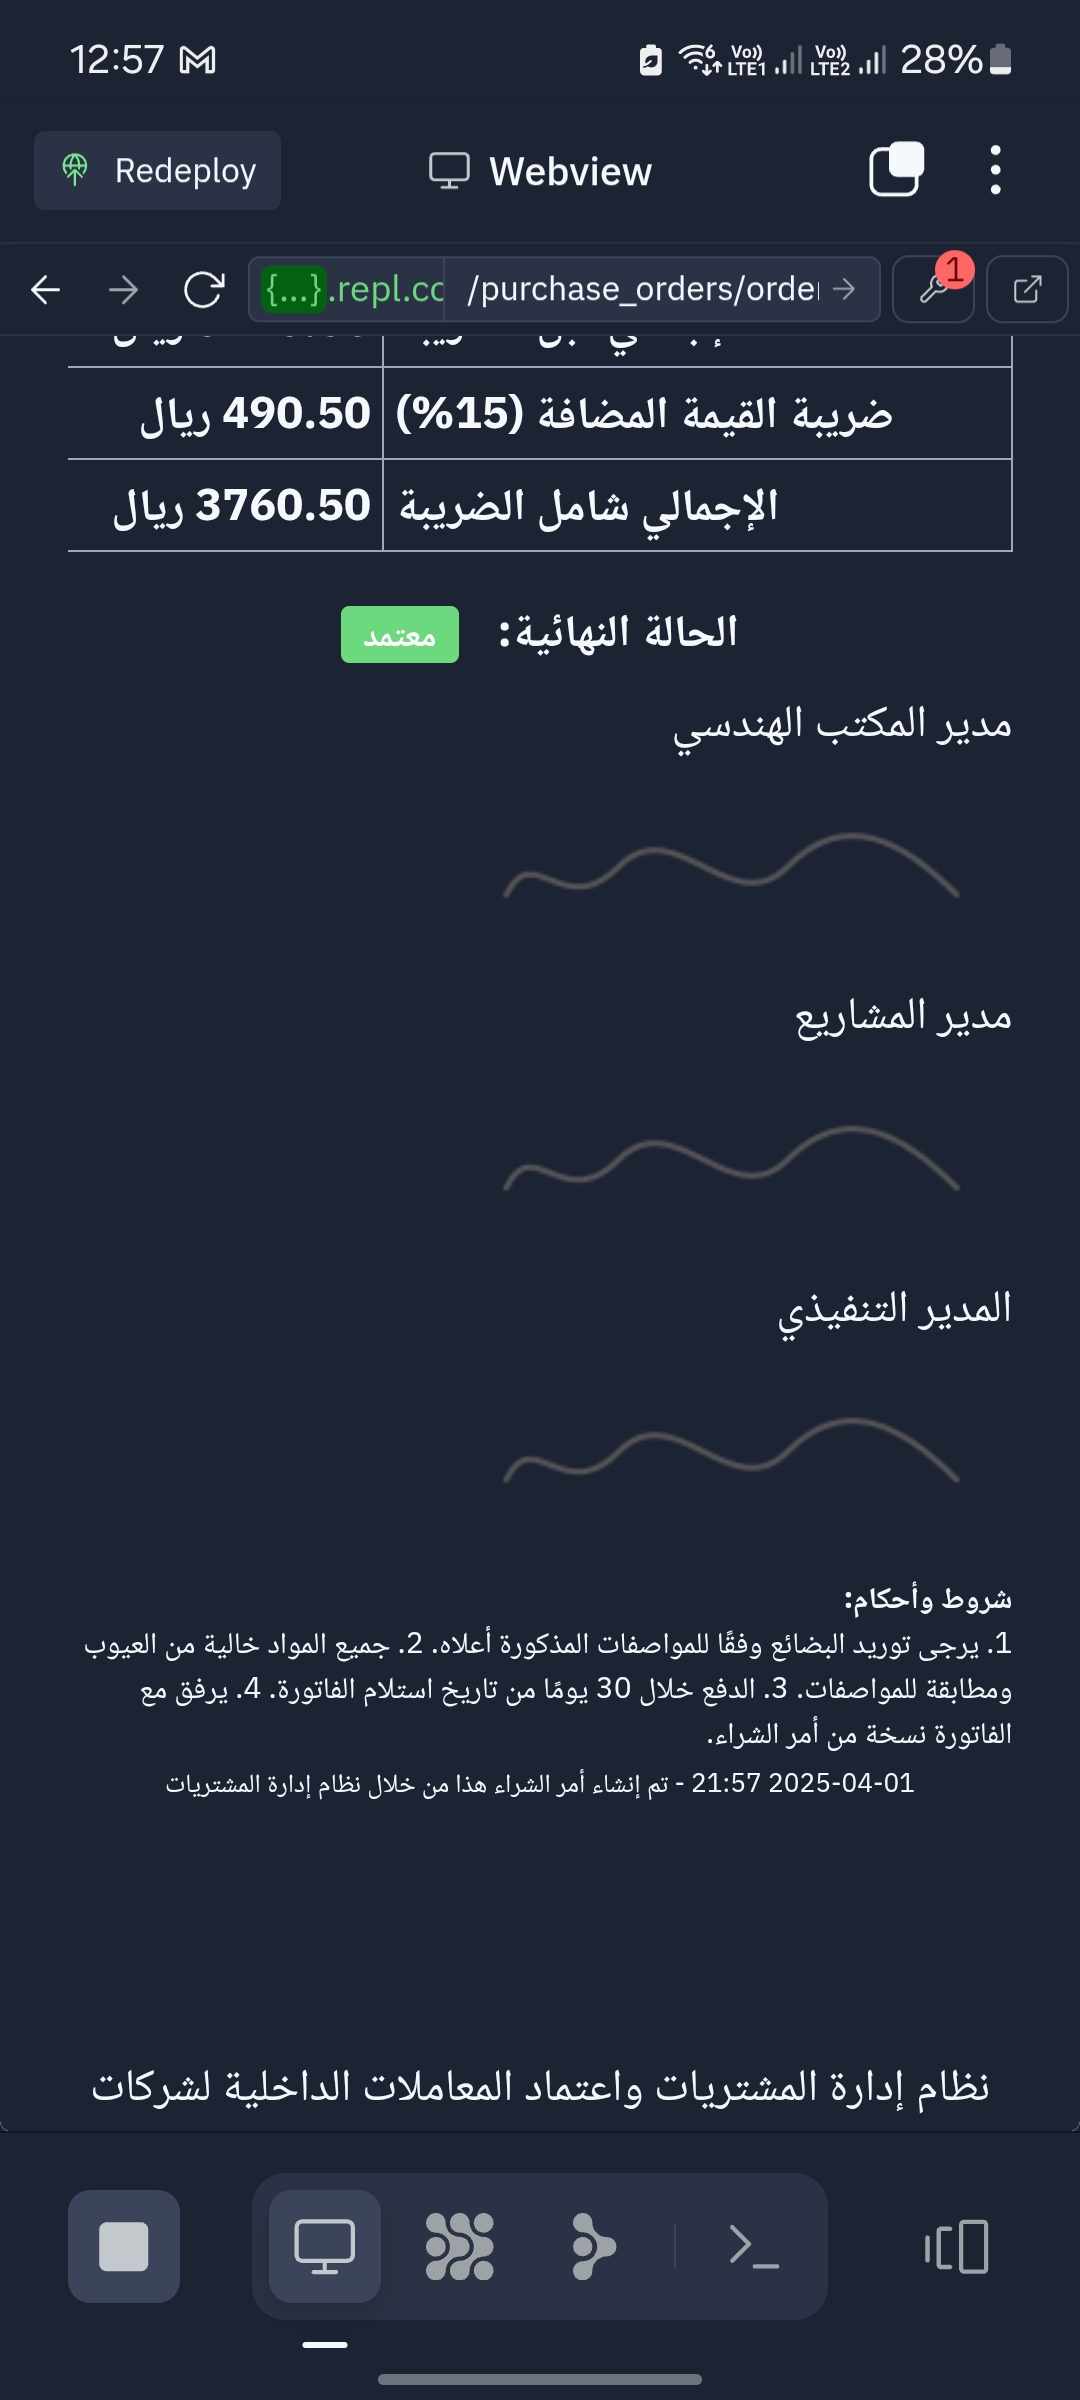 12:57
Vo)) LTE1 Vo)) LTE2 28%
Redeploy
Webview
{...}.repl.cc /purchase_orders/order
1
ضريبة القيمة المضافة (15%) 490.50 ريال
الإجمالي شامل الضريبة 3760.50 ريال
الحالة النهائية: معتمد
مدير المكتب الهندسي
مدير المشاريع
المدير التنفيذي
شروط وأحكام:
1. يرجى توريد البضائع وفقًا للمواصفات المذكورة أعلاه. 2. جميع المواد خالية من العيوب
ومطابقة للمواصفات. 3. الدفع خلال 30 يومًا من تاريخ استلام الفاتورة. 4. يرفق مع
الفاتورة نسخة من أمر الشراء.
تم إنشاء أمر الشراء هذا من خلال نظام إدارة المشتريات - 21:57 2025-04-01
نظام إدارة المشتريات واعتماد المعاملات الداخلية لشركات